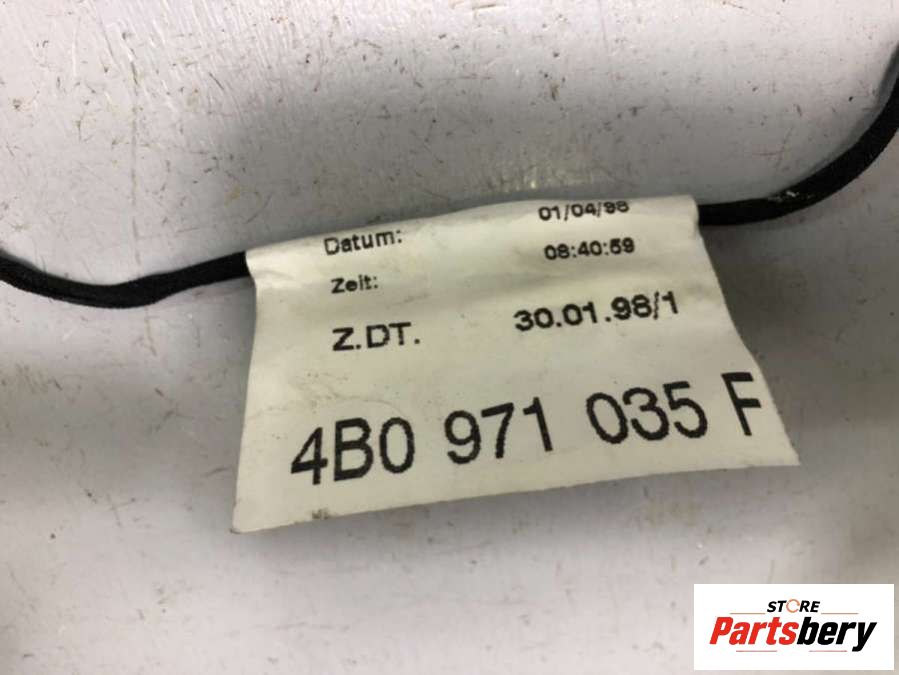 Datum: 01/04/98
Zeit: 08:40:59
Z.DT. 30.01.98/1
4B0 971 035 F
STORE
Partsbery